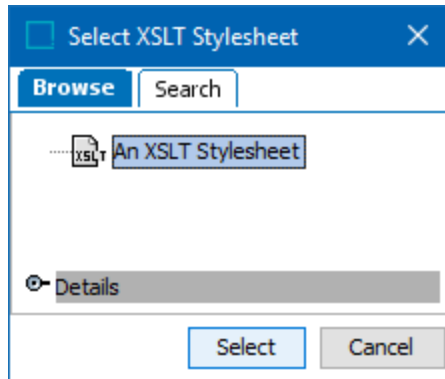 Select XSLT Stylesheet
Browse Search
XSLT An XSLT Stylesheet
Details
Select Cancel